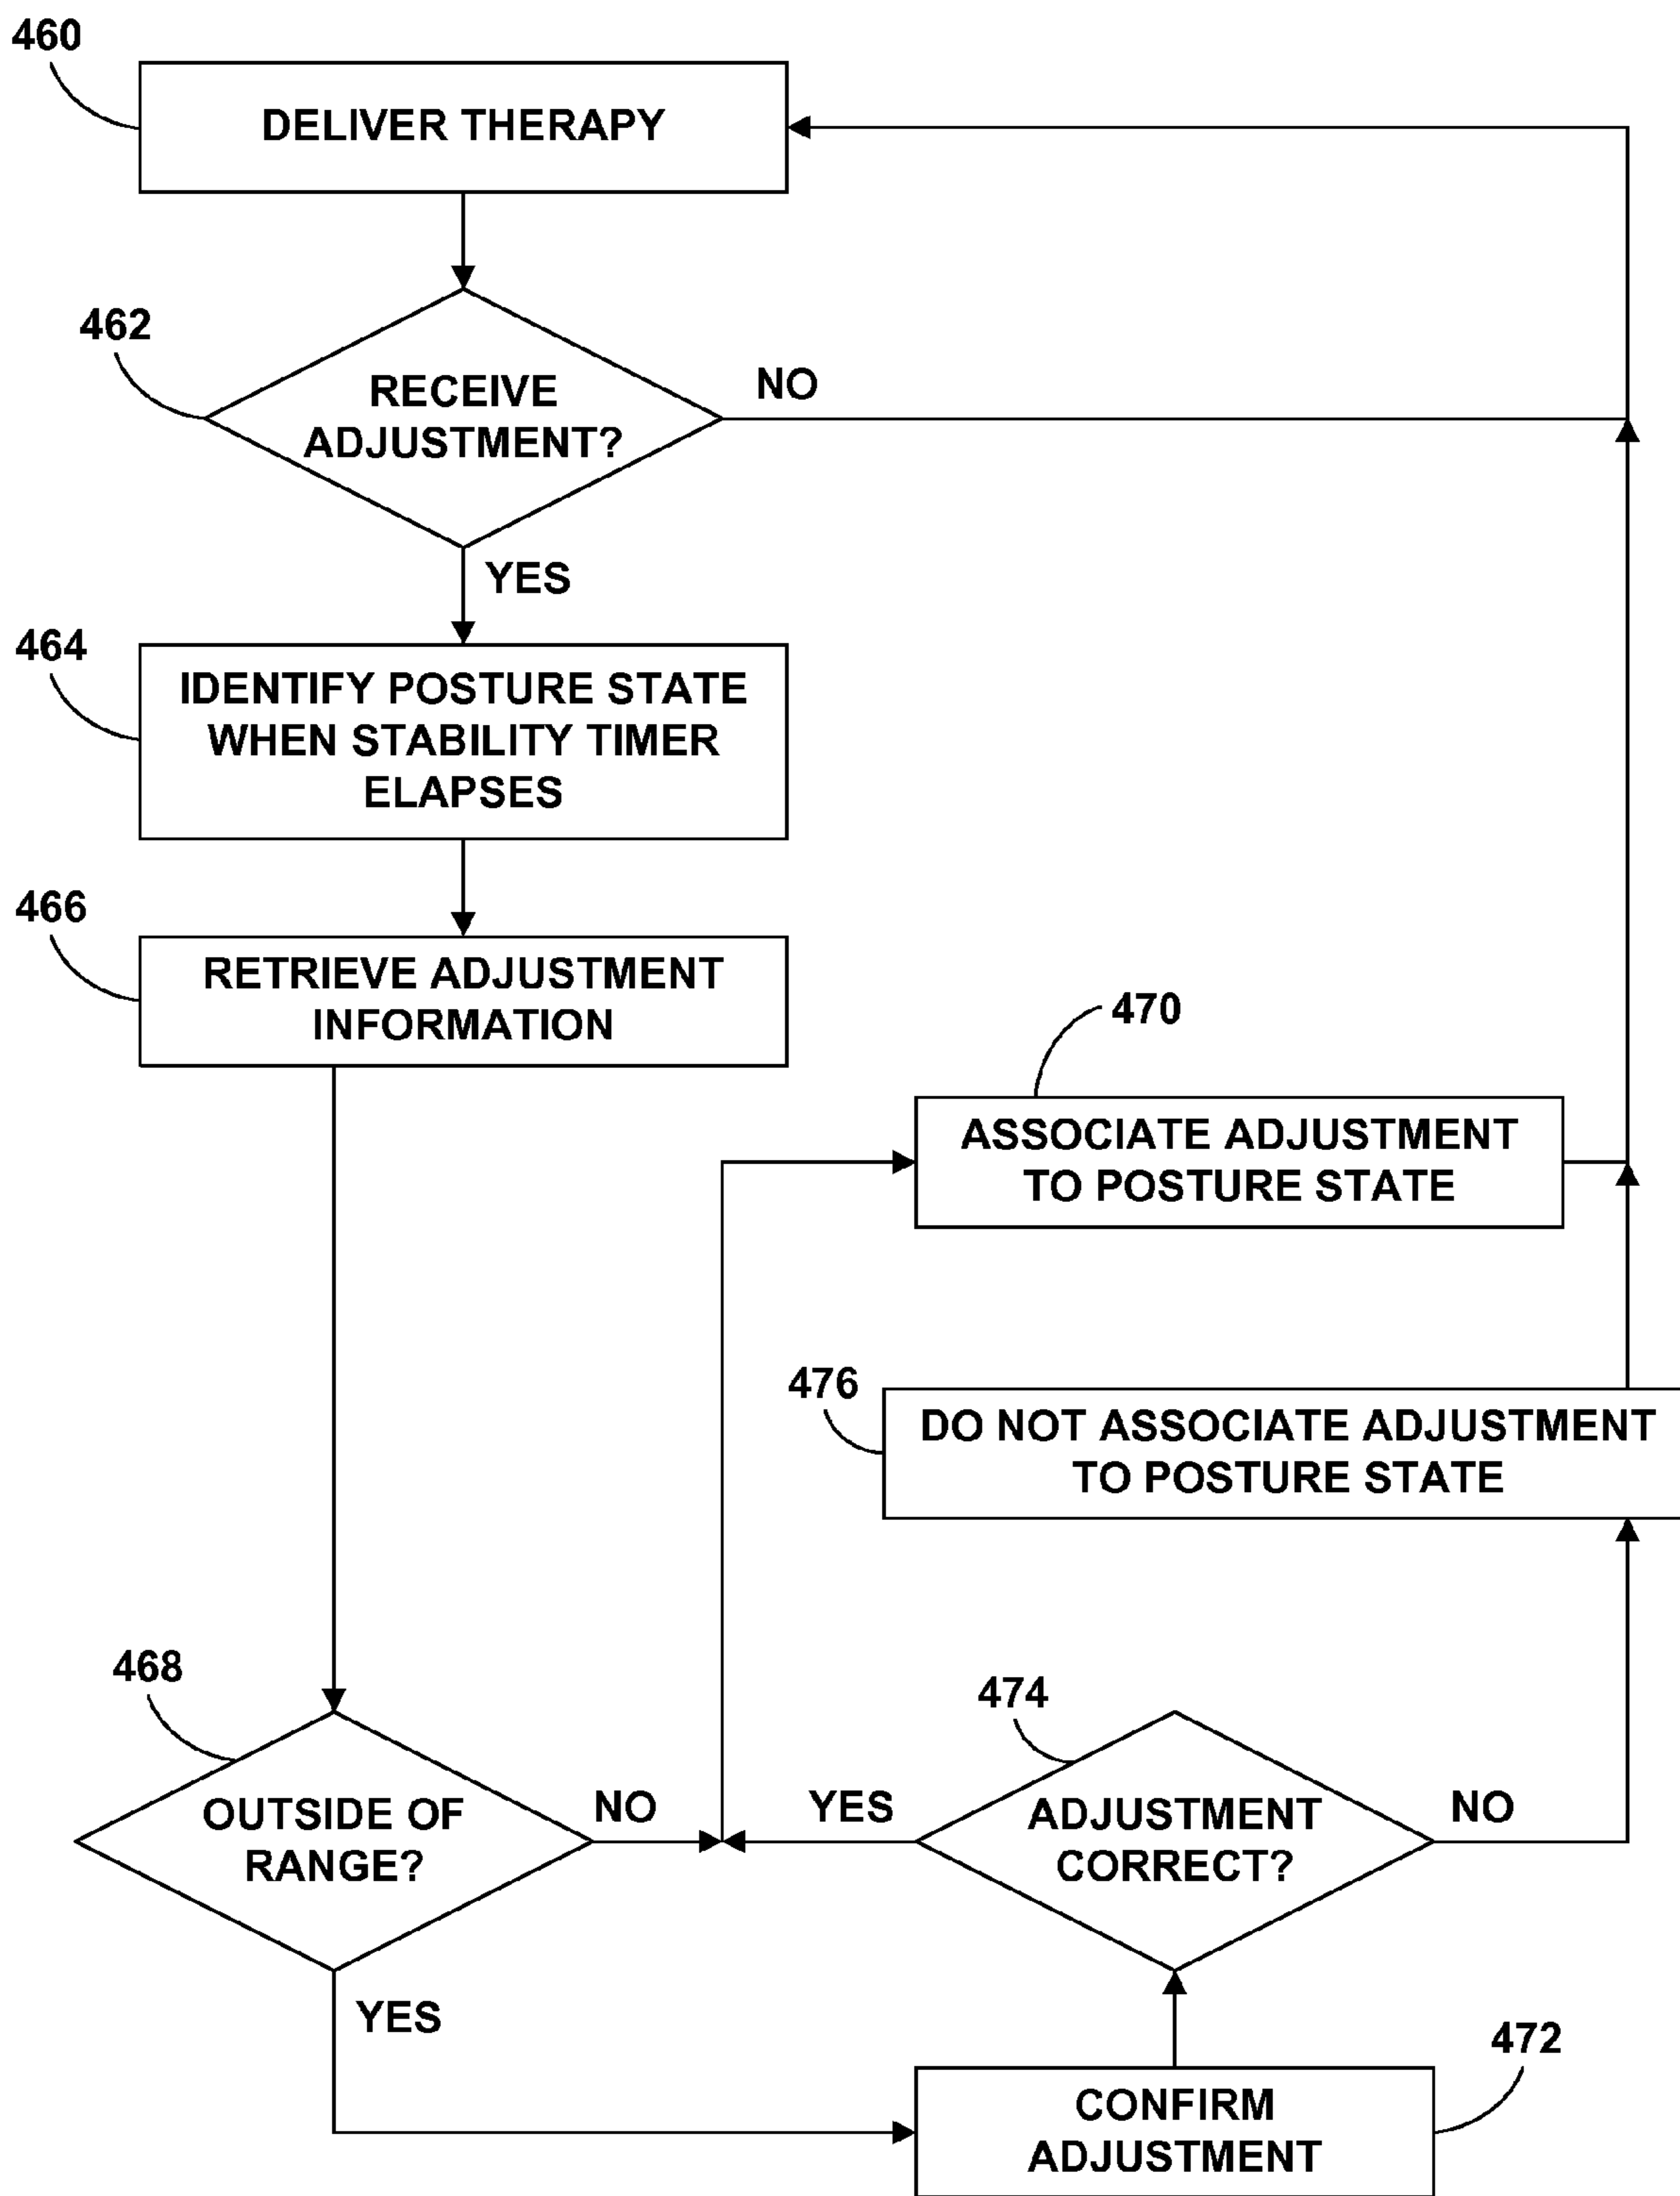 460
DELIVER THERAPY
462
RECEIVE
ADJUSTMENT?
NO
YES
464
IDENTIFY POSTURE STATE
WHEN STABILITY TIMER
ELAPSES
466
RETRIEVE ADJUSTMENT
INFORMATION
470
ASSOCIATE ADJUSTMENT
TO POSTURE STATE
476
DO NOT ASSOCIATE ADJUSTMENT
TO POSTURE STATE
468
OUTSIDE OF
RANGE?
NO
YES
474
ADJUSTMENT
CORRECT?
YES
NO
472
CONFIRM
ADJUSTMENT